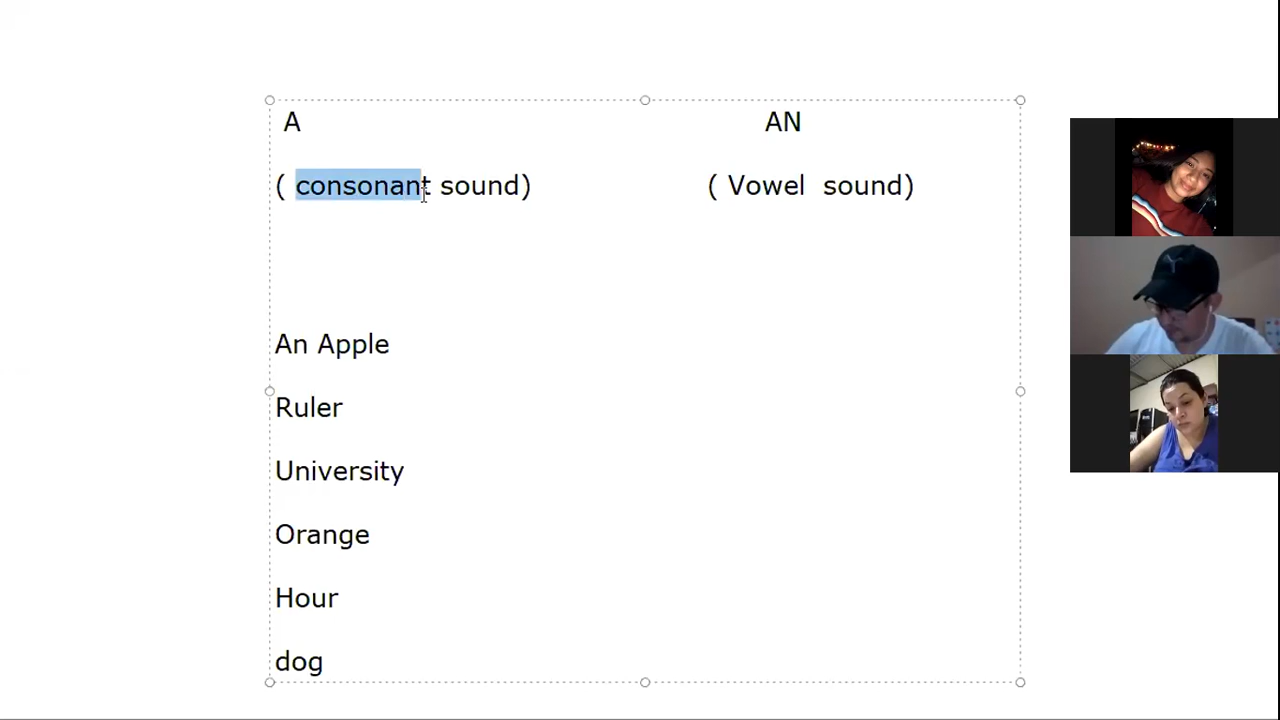 A AN
( consonant sound) ( Vowel sound)
An Apple
Ruler
University
Orange
Hour
dog